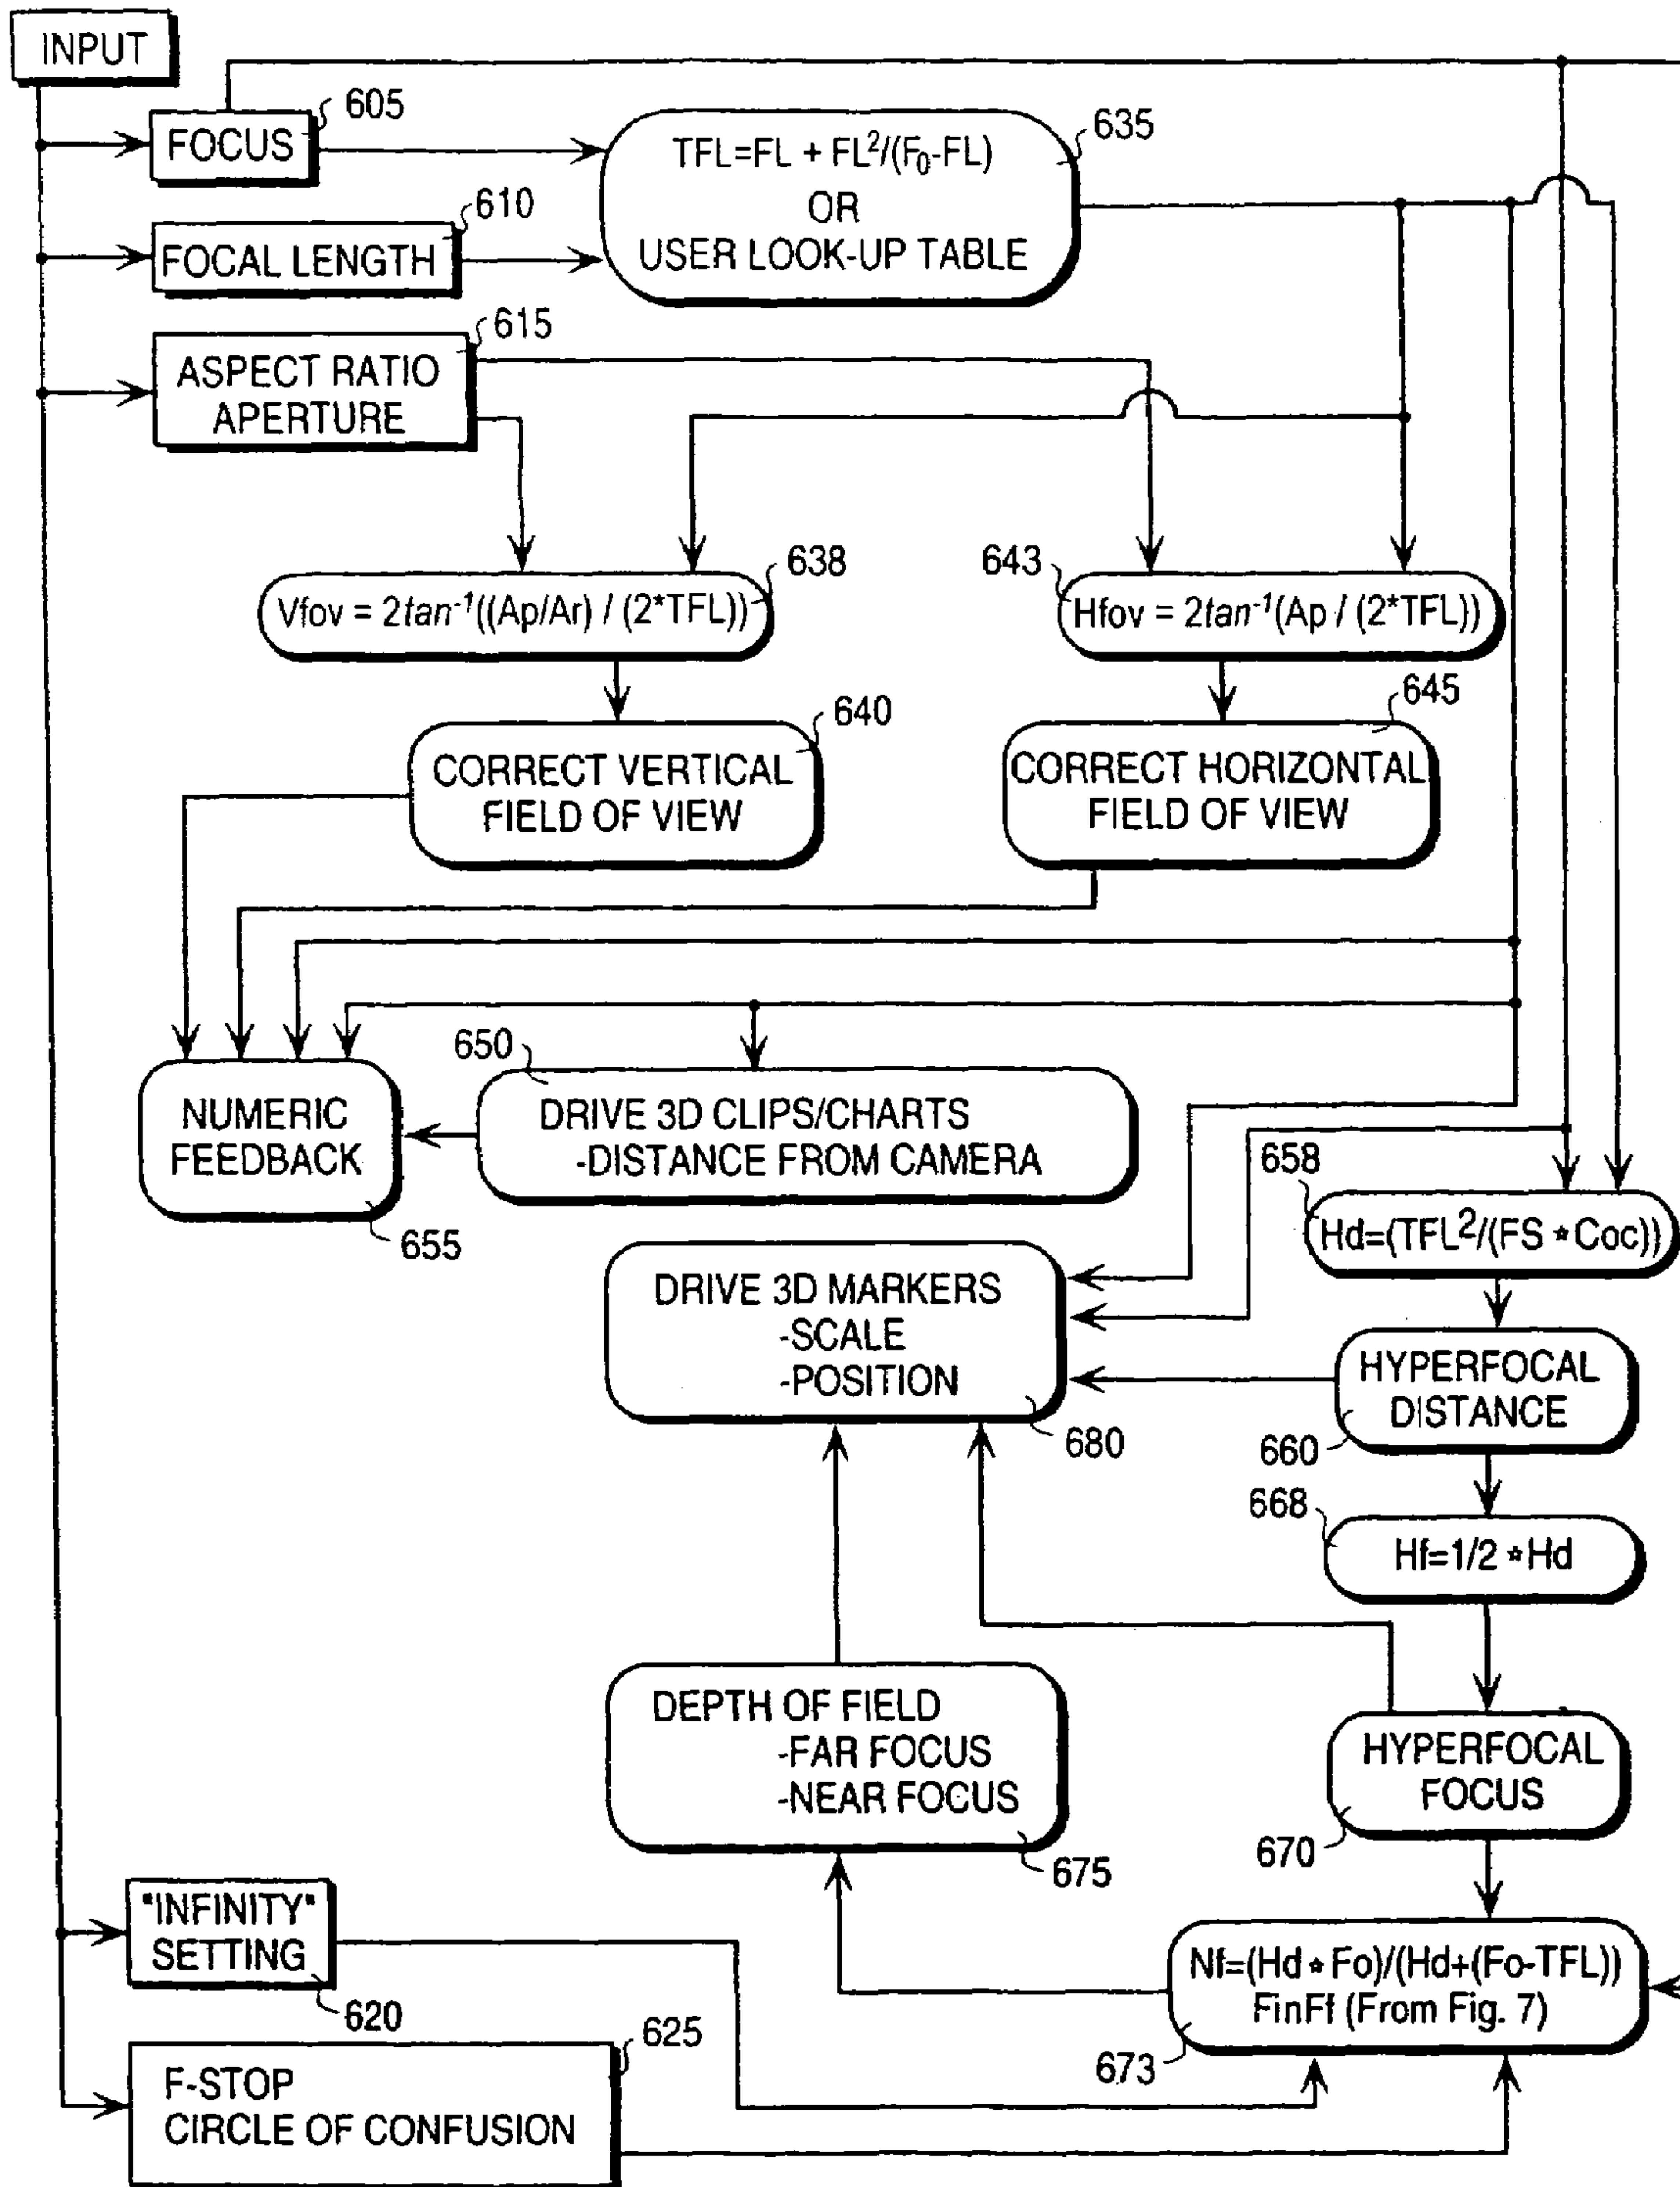 INPUT
FOCUS
605
FOCAL LENGTH
610
ASPECT RATIO
APERTURE
615
TFL=FL + FL²/(F₀-FL)
OR
USER LOOK-UP TABLE
635
Vfov = 2tan⁻¹((Ap/Ar) / (2*TFL))
638
643
Hfov = 2tan⁻¹(Ap / (2*TFL))
CORRECT VERTICAL
FIELD OF VIEW
640
CORRECT HORIZONTAL
FIELD OF VIEW
645
NUMERIC
FEEDBACK
655
650
DRIVE 3D CLIPS/CHARTS
-DISTANCE FROM CAMERA
658
Hd=(TFL²/(FS * Coc))
DRIVE 3D MARKERS
-SCALE
-POSITION
680
HYPERFOCAL
DISTANCE
660
668
Hf=1/2 * Hd
DEPTH OF FIELD
-FAR FOCUS
-NEAR FOCUS
675
HYPERFOCAL
FOCUS
670
"INFINITY"
SETTING
620
Nf=(Hd * Fo)/(Hd+(Fo-TFL))
FinFf (From Fig. 7)
673
F-STOP
CIRCLE OF CONFUSION
625